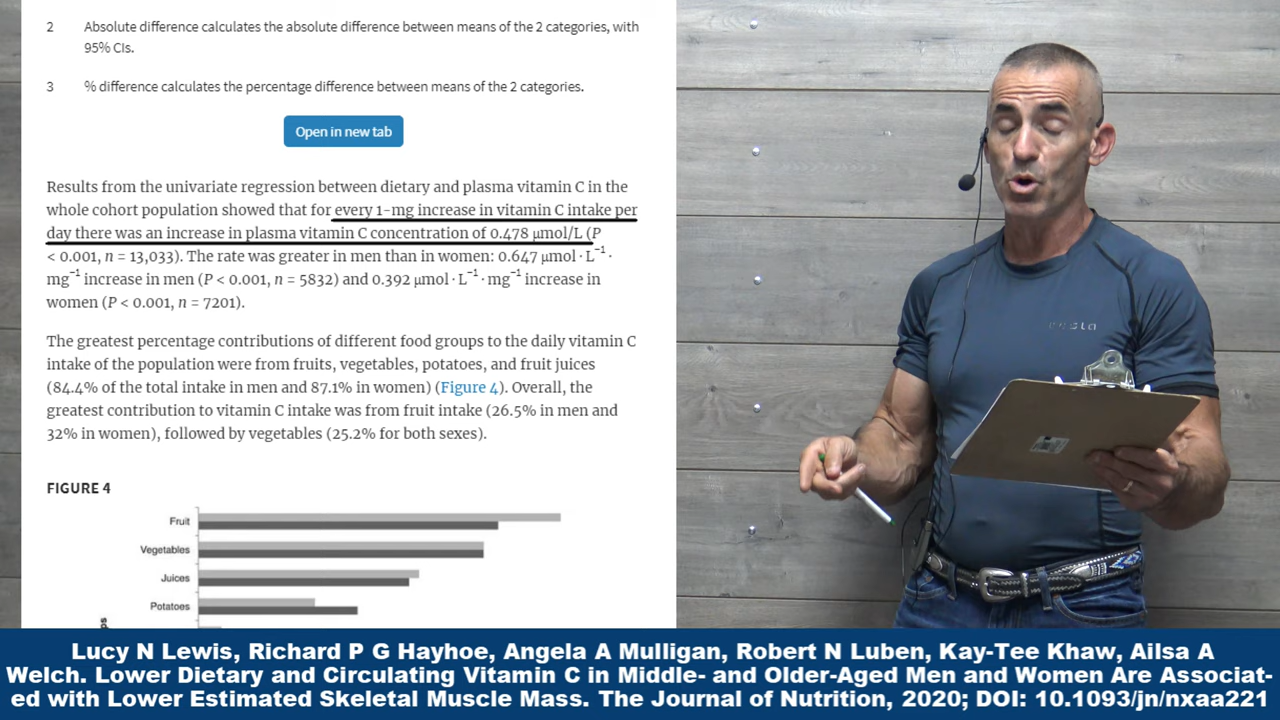 2 Absolute difference calculates the absolute difference between means of the 2 categories, with
95% CIs.
3 % difference calculates the percentage difference between means of the 2 categories.
Open in new tab
Results from the univariate regression between dietary and plasma vitamin C in the
whole cohort population showed that for every 1-mg increase in vitamin C intake per
day there was an increase in plasma vitamin C concentration of 0.478 μmol/L (P
< 0.001, n = 13,033). The rate was greater in men than in women: 0.647 μmol · L⁻¹ ·
mg⁻¹ increase in men (P < 0.001, n = 5832) and 0.392 μmol · L⁻¹ · mg⁻¹ increase in
women (P < 0.001, n = 7201).
The greatest percentage contributions of different food groups to the daily vitamin C
intake of the population were from fruits, vegetables, potatoes, and fruit juices
(84.4% of the total intake in men and 87.1% in women) (Figure 4). Overall, the
greatest contribution to vitamin C intake was from fruit intake (26.5% in men and
32% in women), followed by vegetables (25.2% for both sexes).
FIGURE 4
Fruit
Vegetables
Juices
Potatoes
Lucy N Lewis, Richard P G Hayhoe, Angela A Mulligan, Robert N Luben, Kay-Tee Khaw, Ailsa A
Welch. Lower Dietary and Circulating Vitamin C in Middle- and Older-Aged Men and Women Are Associat-
ed with Lower Estimated Skeletal Muscle Mass. The Journal of Nutrition, 2020; DOI: 10.1093/jn/nxaa221